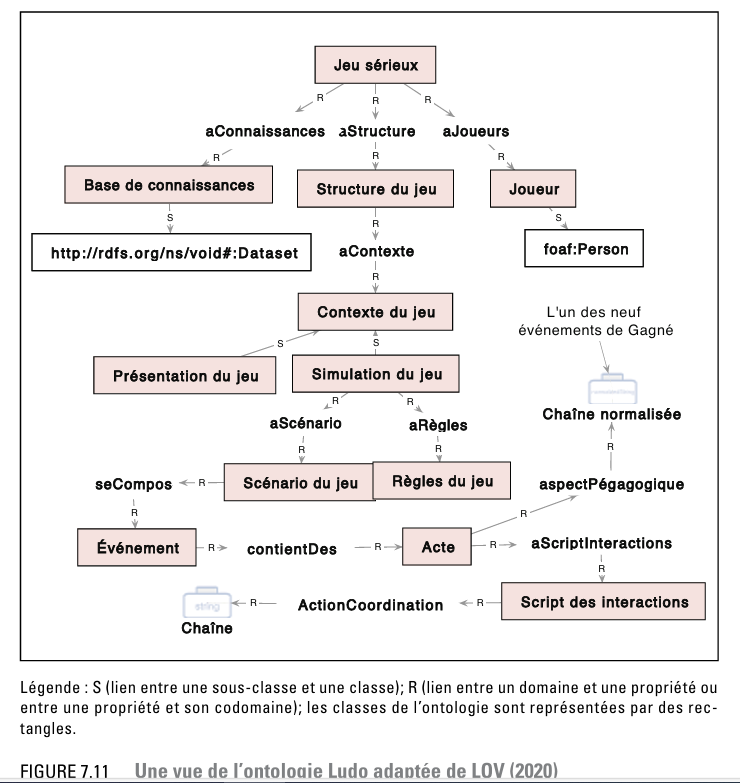 Jeu sérieux
R R R
aConnaissances aStructure aJoueurs
R R R
Base de connaissances Structure du jeu Joueur
S R S
http://rdfs.org/ns/void#:Dataset aContexte foaf:Person
R
Contexte du jeu
L'un des neuf
événements de Gagné
S S
Présentation du jeu Simulation du jeu
R R
Chaîne normalisée
aScénario aRègles
R R R
seCompos R Scénario du jeu Règles du jeu aspectPégagogique
R R
Événement R contientDes R Acte R aScriptInteractions
R
string R ActionCoordination R Script des interactions
Chaîne
Légende : S (lien entre une sous-classe et une classe); R (lien entre un domaine et une propriété ou
entre une propriété et son codomaine); les classes de l'ontologie sont représentées par des rec-
tangles.
FIGURE 7.11 Une vue de l'ontologie Ludo adaptée de LOV (2020)